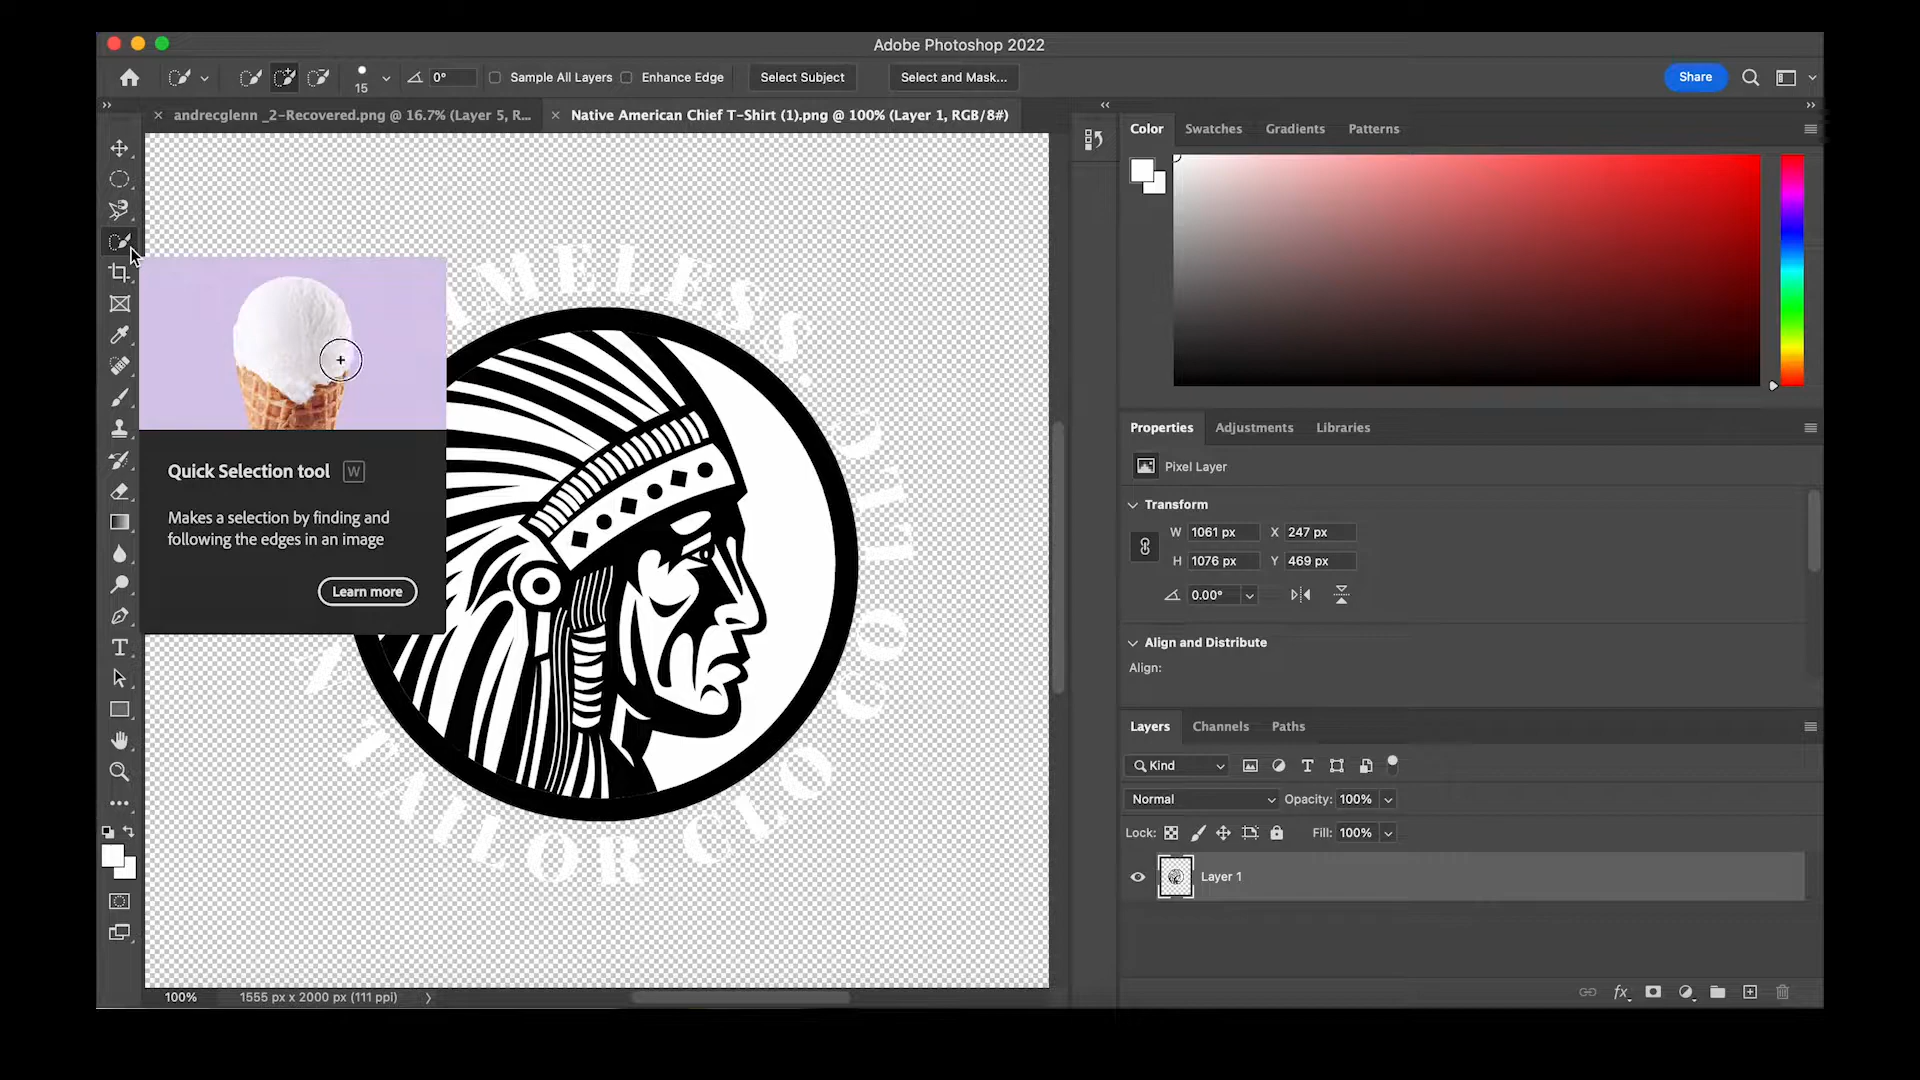 Adobe Photoshop 2022
15
0°
Sample All Layers
Enhance Edge
Select Subject
Select and Mask...
Share
andrecglenn _2-Recovered.png @ 16.7% (Layer 5, R...
Native American Chief T-Shirt (1).png @ 100% (Layer 1, RGB/8#)
Color
Swatches
Gradients
Patterns
Quick Selection tool W
Makes a selection by finding and
following the edges in an image
Learn more
TAILOR CLO CO
Properties
Adjustments
Libraries
Pixel Layer
Transform
W 1061 px X 247 px
H 1076 px Y 469 px
0.00°
Align and Distribute
Align:
Layers
Channels
Paths
Kind
Normal
Opacity: 100%
Lock:
Fill: 100%
Layer 1
100%
1555 px x 2000 px (111 ppi)